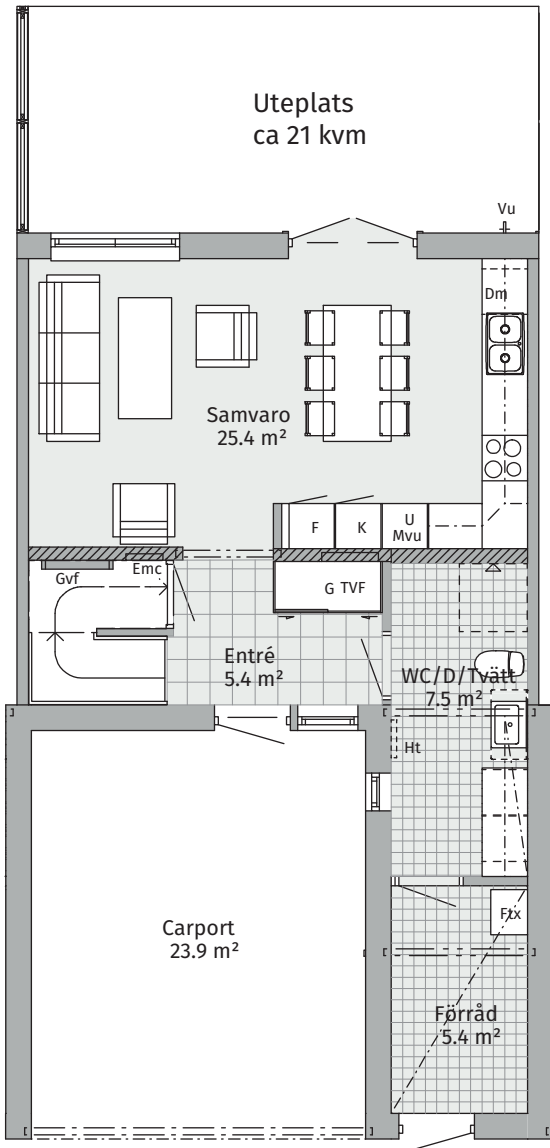 Uteplats
ca 21 kvm
Vu
Dm
Samvaro
25.4 m²
F
K
U
Mvu
Gvf
Emc
G TVF
Entré
5.4 m²
WC/D/Tvätt
7.5 m²
Ht
Carport
23.9 m²
Ftx
Förråd
5.4 m²